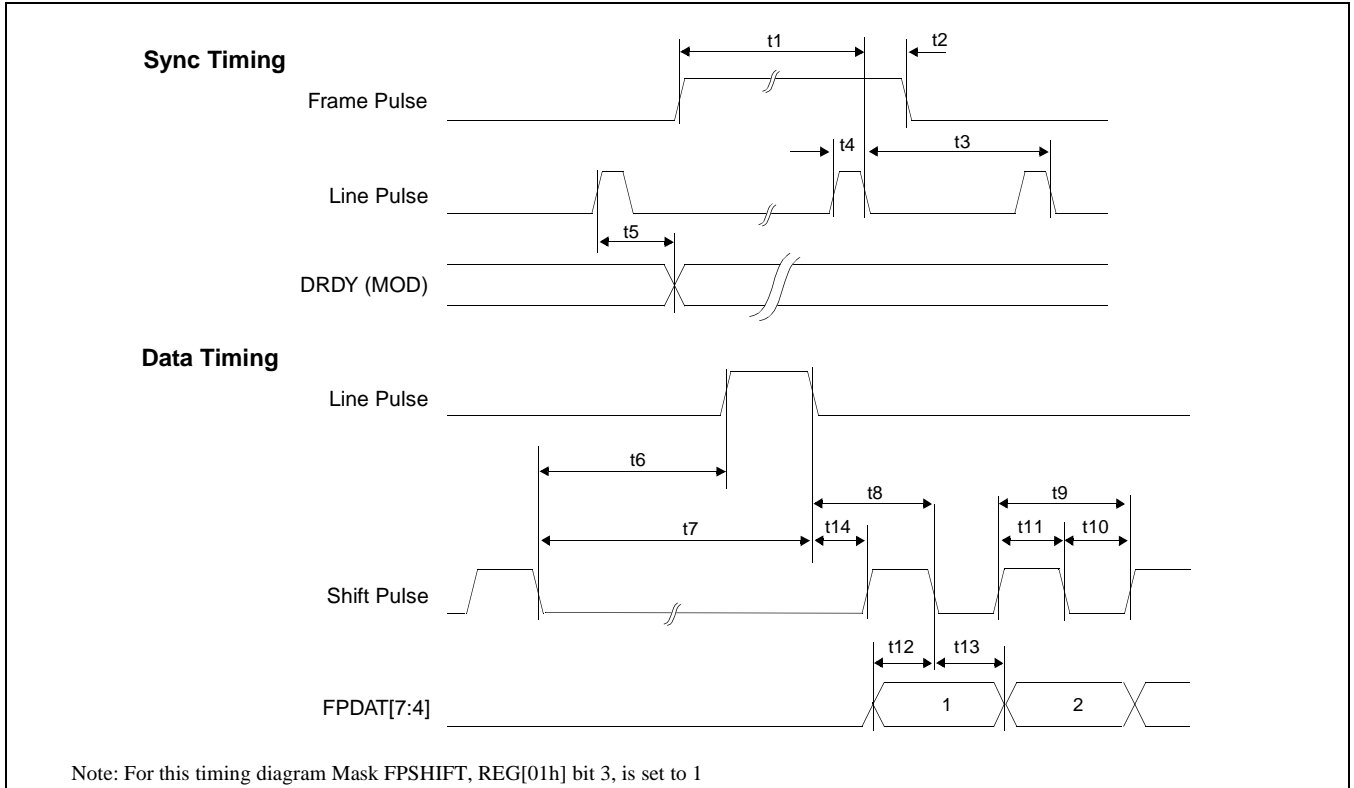 Sync Timing
t1
t2
Frame Pulse
t4
t3
Line Pulse
t5
DRDY (MOD)
Data Timing
Line Pulse
t6
t8
t9
t7
t14
t11
t10
Shift Pulse
t12
t13
FPDAT[7:4]
1
2
Note: For this timing diagram Mask FPSHIFT, REG[01h] bit 3, is set to 1